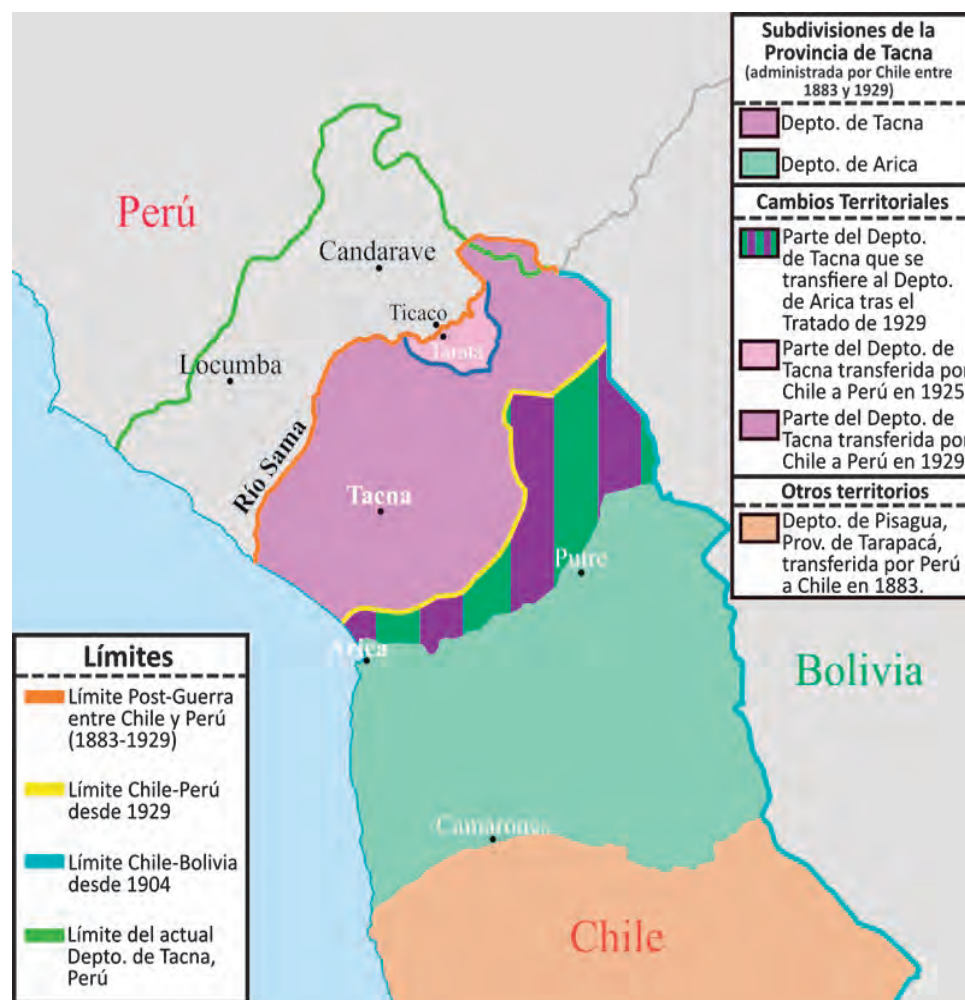 Subdivisiones de la
Provincia de Tacna
(administrada por Chile entre
1883 y 1929)
Depto. de Tacna
Depto. de Arica
Cambios Territoriales
Parte del Depto.
de Tacna que se
transfiere al Depto.
de Arica tras el
Tratado de 1929
Parte del Depto. de
Tacna transferida por
Chile a Perú en 1925
Parte del Depto. de
Tacna transferida por
Chile a Perú en 1929
Otros territorios
Depto. de Pisagua,
Prov. de Tarapacá,
transferida por Perú
a Chile en 1883.
Perú
Candarave
Ticaco
Tarata
Locumba
Río Sama
Tacna
Putre
Arica
Bolivia
Camarones
Chile
Límites
Límite Post-Guerra
entre Chile y Perú
(1883-1929)
Límite Chile-Perú
desde 1929
Límite Chile-Bolivia
desde 1904
Límite del actual
Depto. de Tacna,
Perú